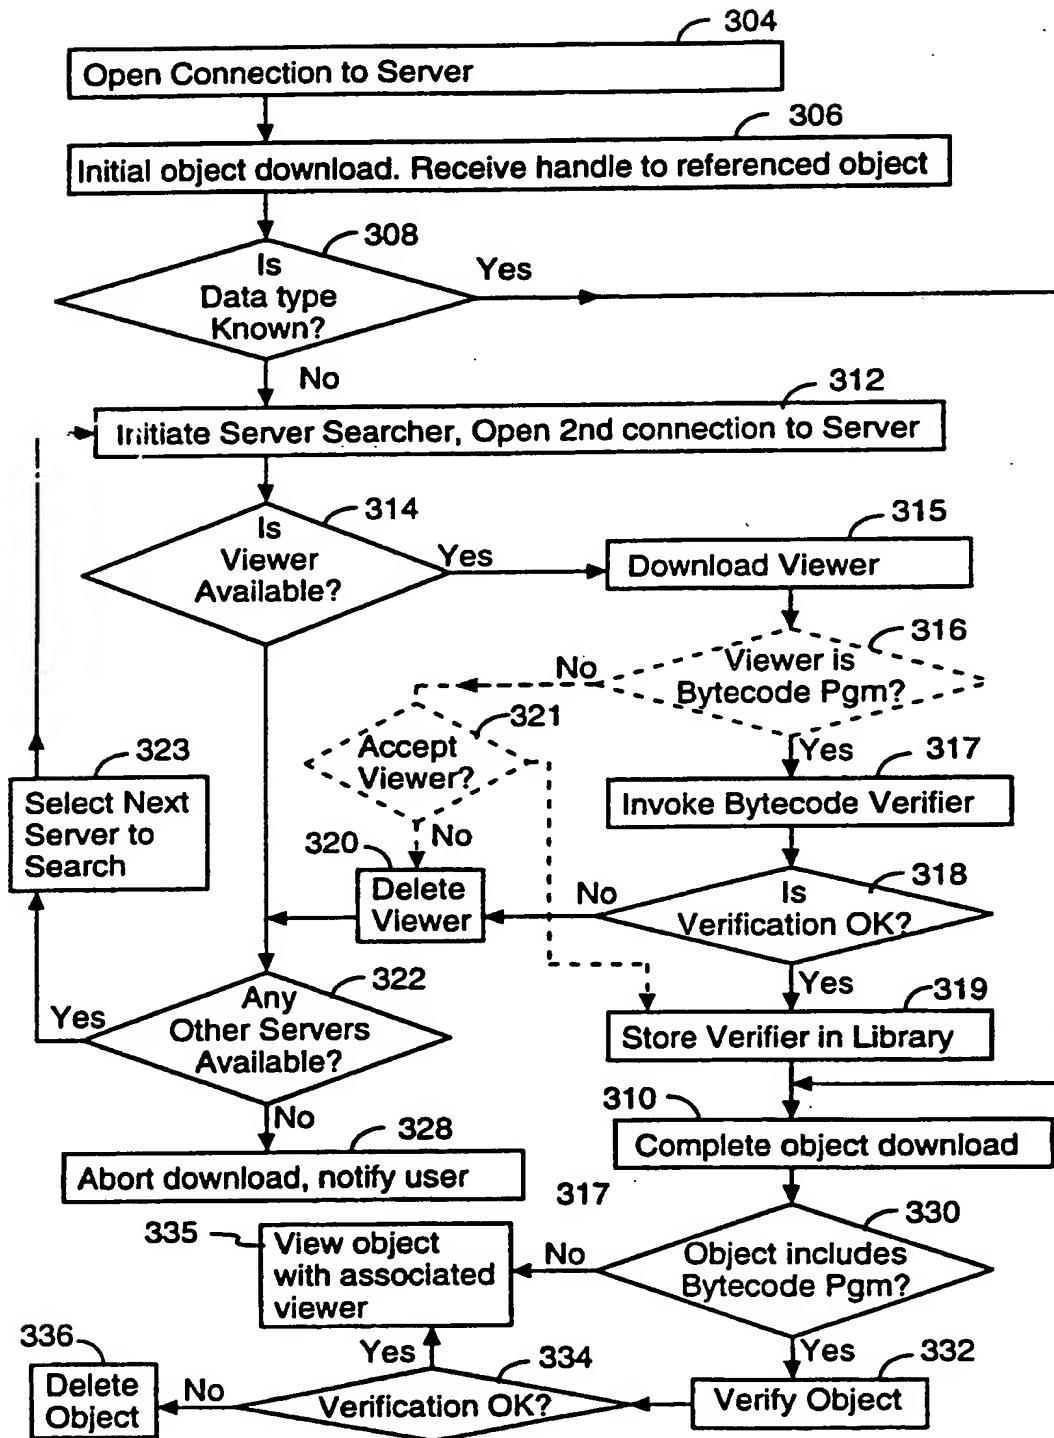 304
Open Connection to Server
306
Initial object download. Receive handle to referenced object
308
Is
Data type
Known?
Yes
No
312
Initiate Server Searcher, Open 2nd connection to Server
314
Is
Viewer
Available?
Yes
315
Download Viewer
316
Viewer is
Bytecode Pgm?
No
Yes
321
Accept
Viewer?
No
317
Invoke Bytecode Verifier
323
Select Next
Server to
Search
320
Delete
Viewer
No
318
Is
Verification OK?
Yes
322
Any
Other Servers
Available?
Yes
No
319
Store Verifier in Library
310
Complete object download
328
Abort download, notify user
317
330
Object includes
Bytecode Pgm?
No
Yes
335
View object
with associated
viewer
332
Verify Object
334
Verification OK?
Yes
No
336
Delete
Object